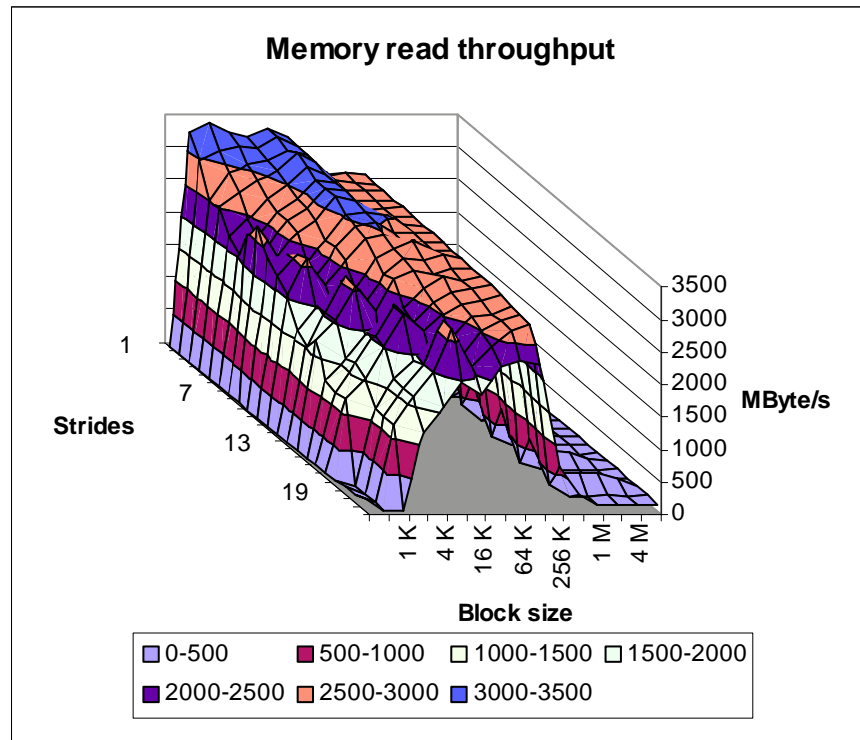 Memory read throughput
3500
3000
2500
2000
1500
1000
500
0
MByte/s
1
7
13
19
Strides
1 K
4 K
16 K
64 K
256 K
1 M
4 M
Block size
0-500 500-1000 1000-1500 1500-2000
2000-2500 2500-3000 3000-3500